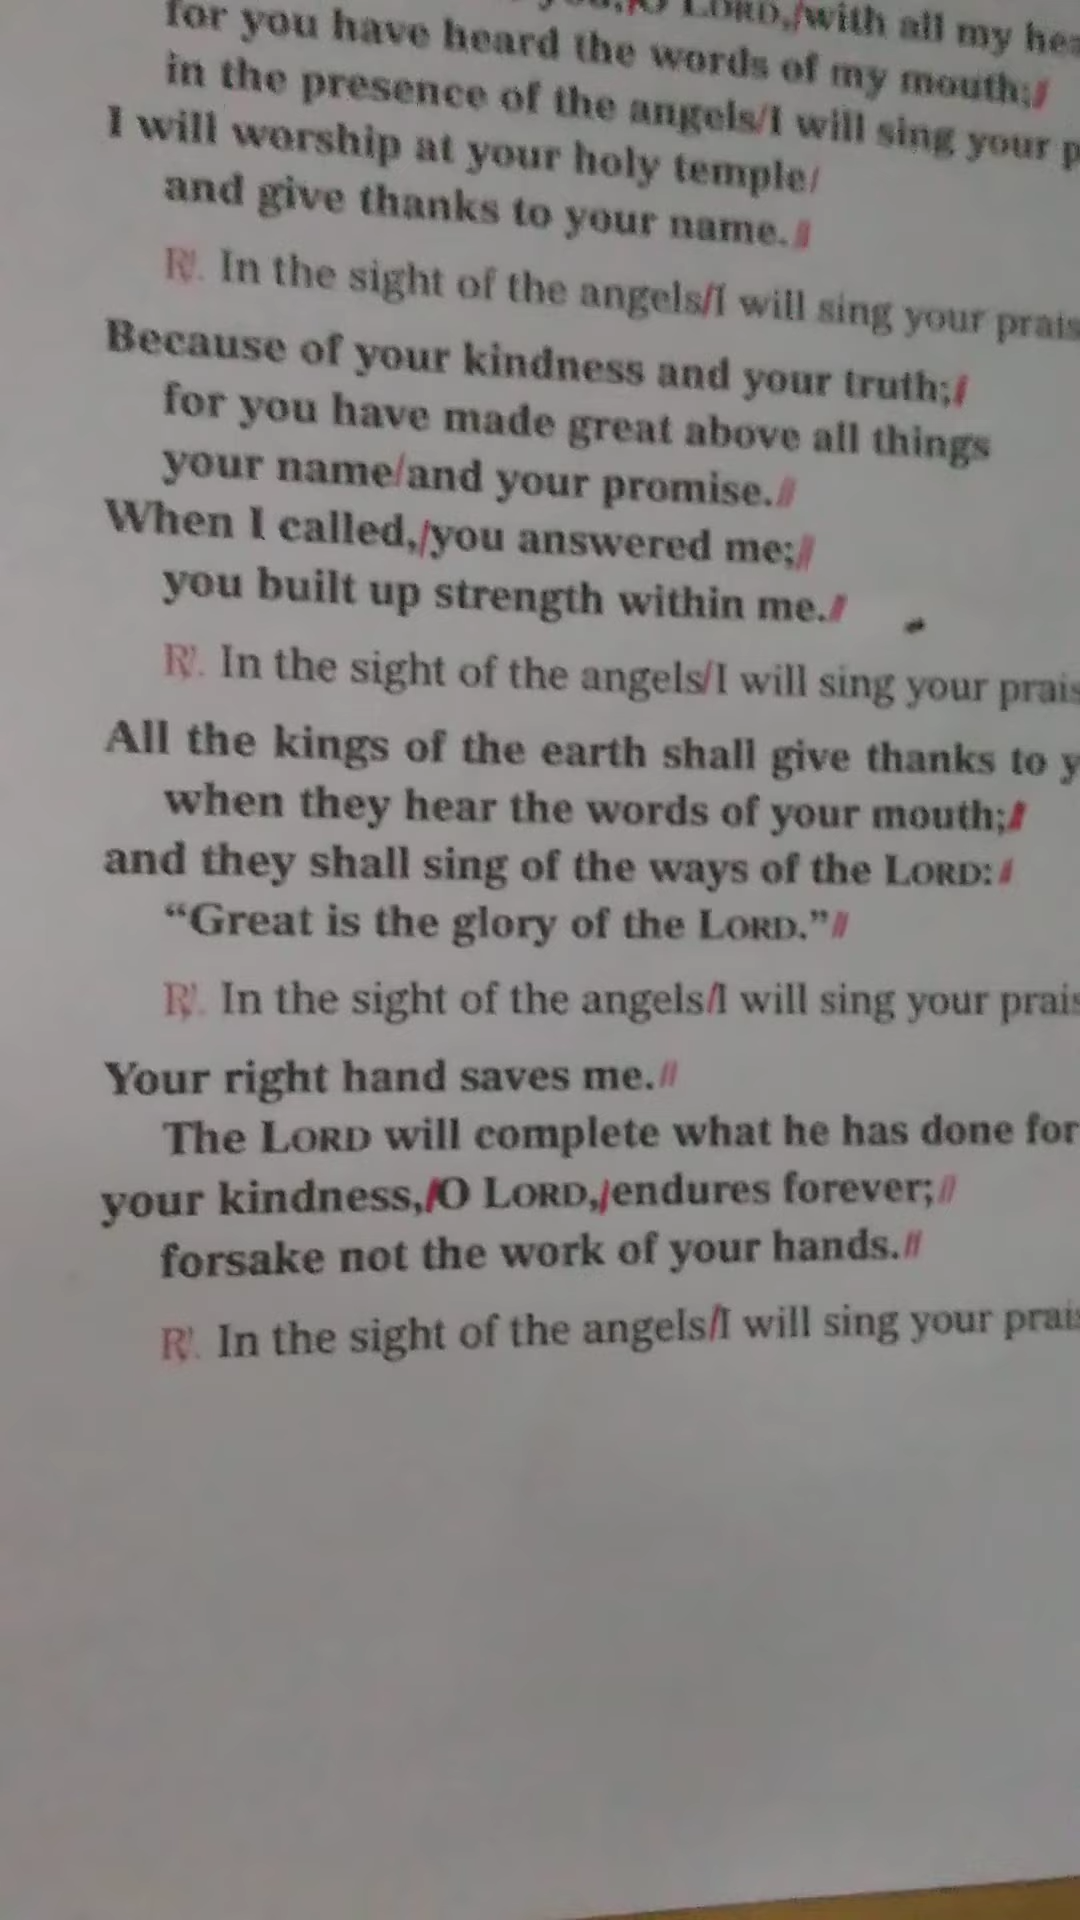 O LORD,/with all my
for you have heard the words of my mouth;/
in the presence of the angels/I will sing your
I will worship at your holy temple/
and give thanks to your name.//
℟. In the sight of the angels/I will sing your
Because of your kindness and your truth;/
for you have made great above all things
your name/and your promise.//
When I called,/you answered me;//
you built up strength within me./
℟. In the sight of the angels/I will sing your
All the kings of the earth shall give thanks to
when they hear the words of your mouth;/
and they shall sing of the ways of the LORD:/
“Great is the glory of the LORD.”//
℟. In the sight of the angels/I will sing your
Your right hand saves me.//
The LORD will complete what he has done for
your kindness,/O LORD,/endures forever;//
forsake not the work of your hands.//
℟. In the sight of the angels/I will sing your